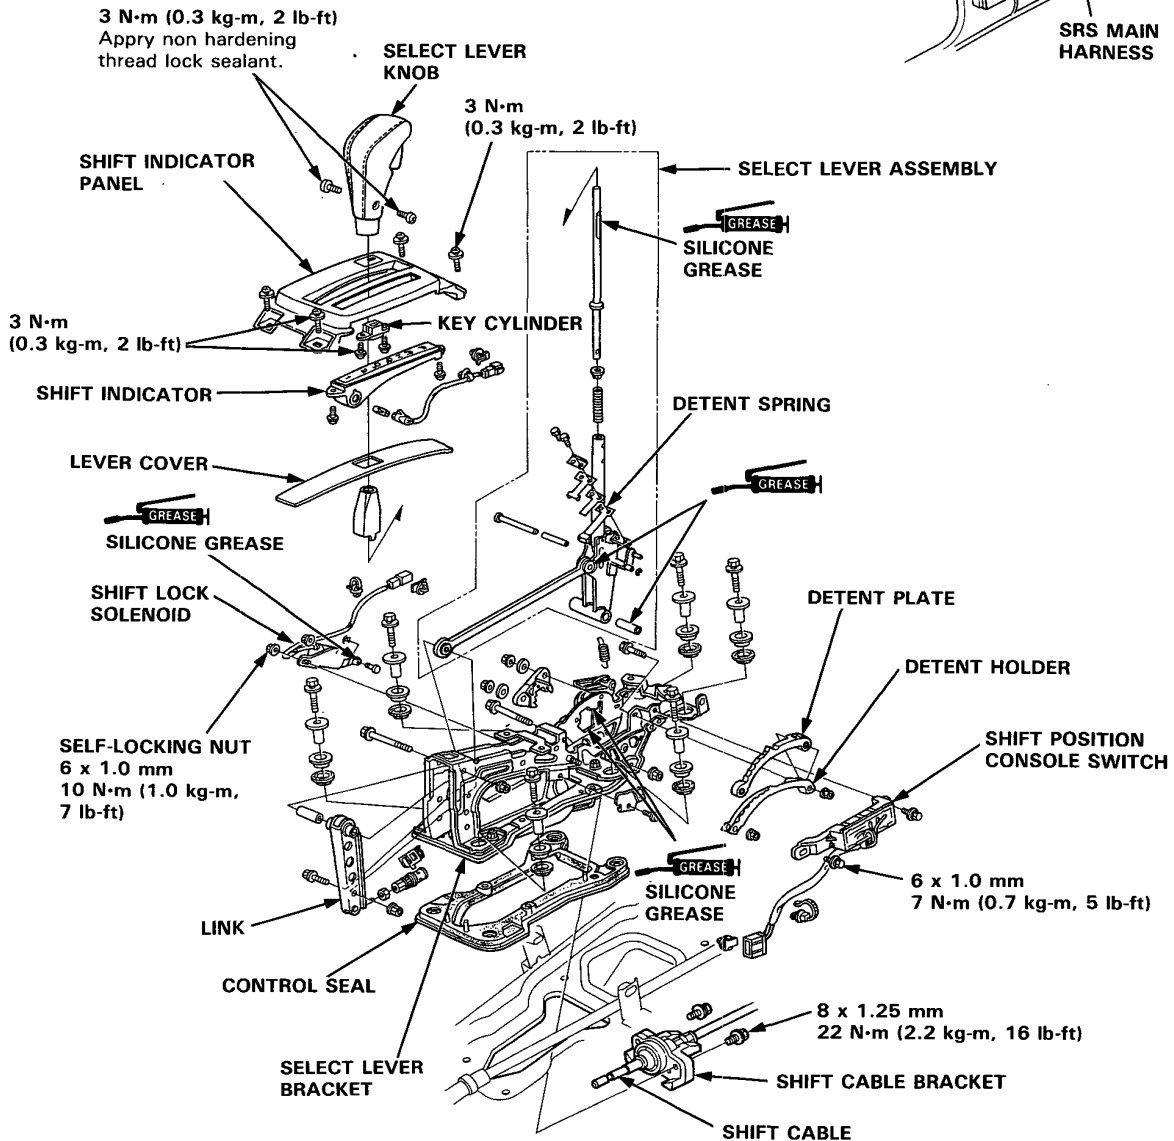 3 N·m (0.3 kg-m, 2 lb-ft)
Appry non hardening
thread lock sealant.
SELECT LEVER
KNOB
SRS MAIN
HARNESS
3 N·m
(0.3 kg-m, 2 lb-ft)
SHIFT INDICATOR
PANEL
SELECT LEVER ASSEMBLY
GREASE
SILICONE
GREASE
3 N·m
(0.3 kg-m, 2 lb-ft)
KEY CYLINDER
SHIFT INDICATOR
DETENT SPRING
LEVER COVER
GREASE
GREASE
SILICONE GREASE
SHIFT LOCK
SOLENOID
DETENT PLATE
DETENT HOLDER
SELF-LOCKING NUT
6 x 1.0 mm
10 N·m (1.0 kg-m,
7 lb-ft)
SHIFT POSITION
CONSOLE SWITCH
GREASE
SILICONE
GREASE
6 x 1.0 mm
7 N·m (0.7 kg-m, 5 lb-ft)
LINK
CONTROL SEAL
8 x 1.25 mm
22 N·m (2.2 kg-m, 16 lb-ft)
SELECT LEVER
BRACKET
SHIFT CABLE BRACKET
SHIFT CABLE